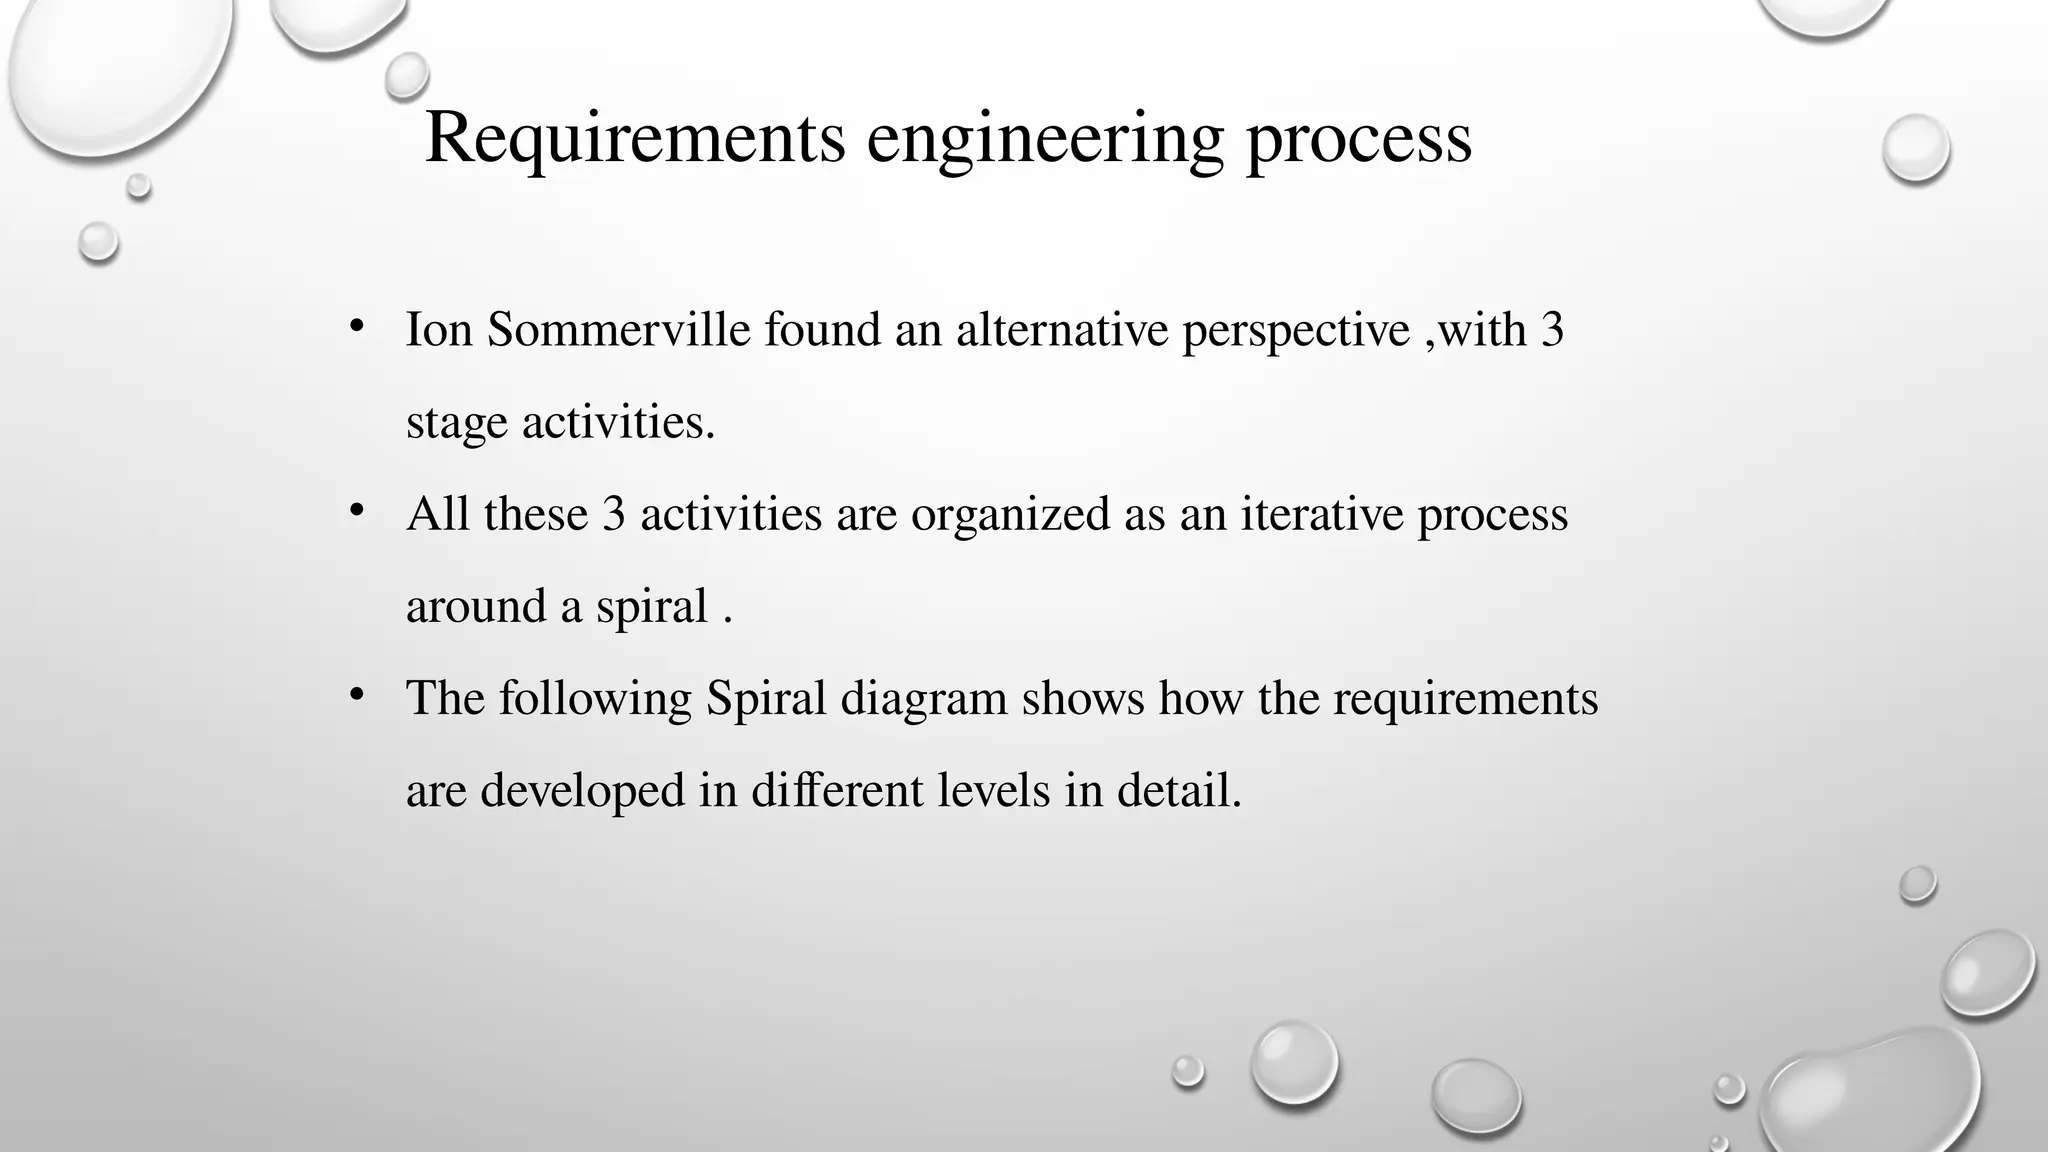 Requirements engineering process
• Ion Sommerville found an alternative perspective ,with 3
stage activities.
• All these 3 activities are organized as an iterative process
around a spiral .
• The following Spiral diagram shows how the requirements
are developed in different levels in detail.